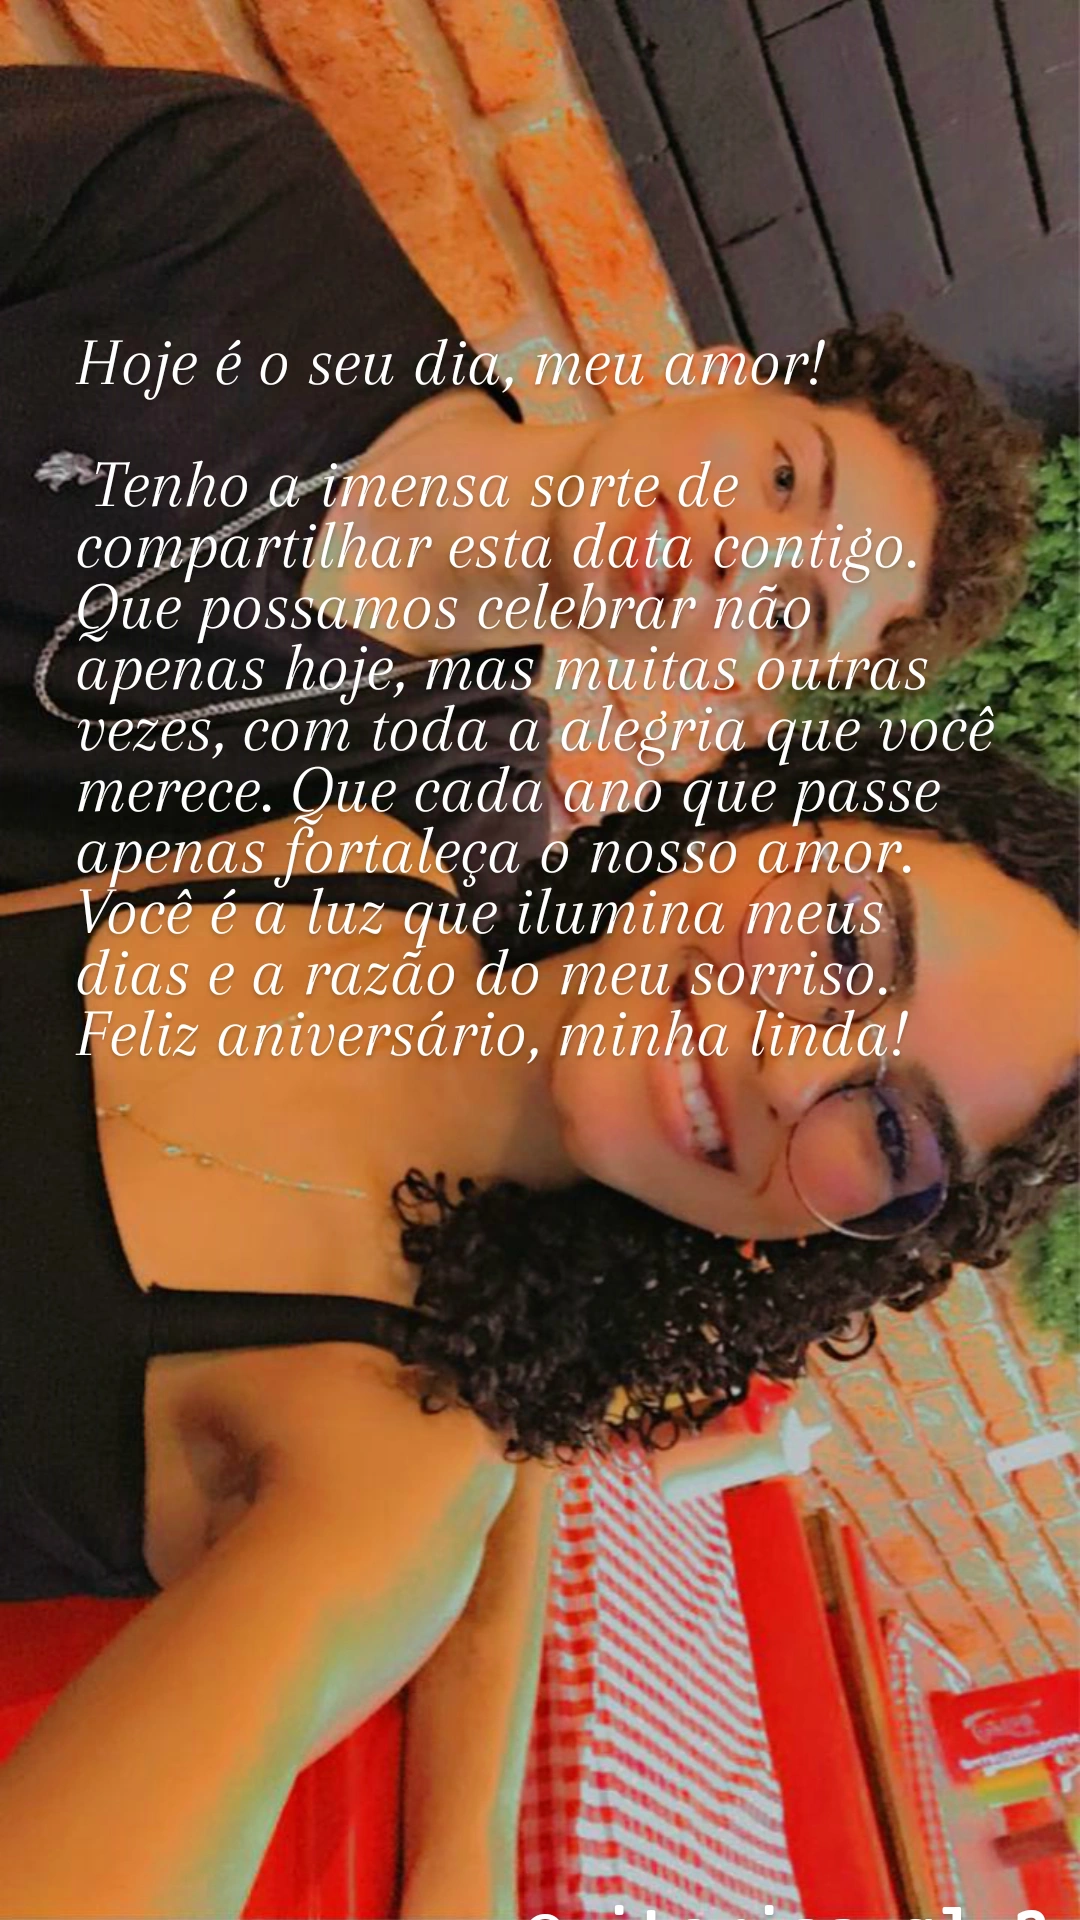 Hoje é o seu dia, meu amor!
Tenho a imensa sorte de
compartilhar esta data contigo.
Que possamos celebrar não
apenas hoje, mas muitas outras
vezes, com toda a alegria que você
merece. Que cada ano que passe
apenas fortaleça o nosso amor.
Você é a luz que ilumina meus
dias e a razão do meu sorriso.
Feliz aniversário, minha linda!